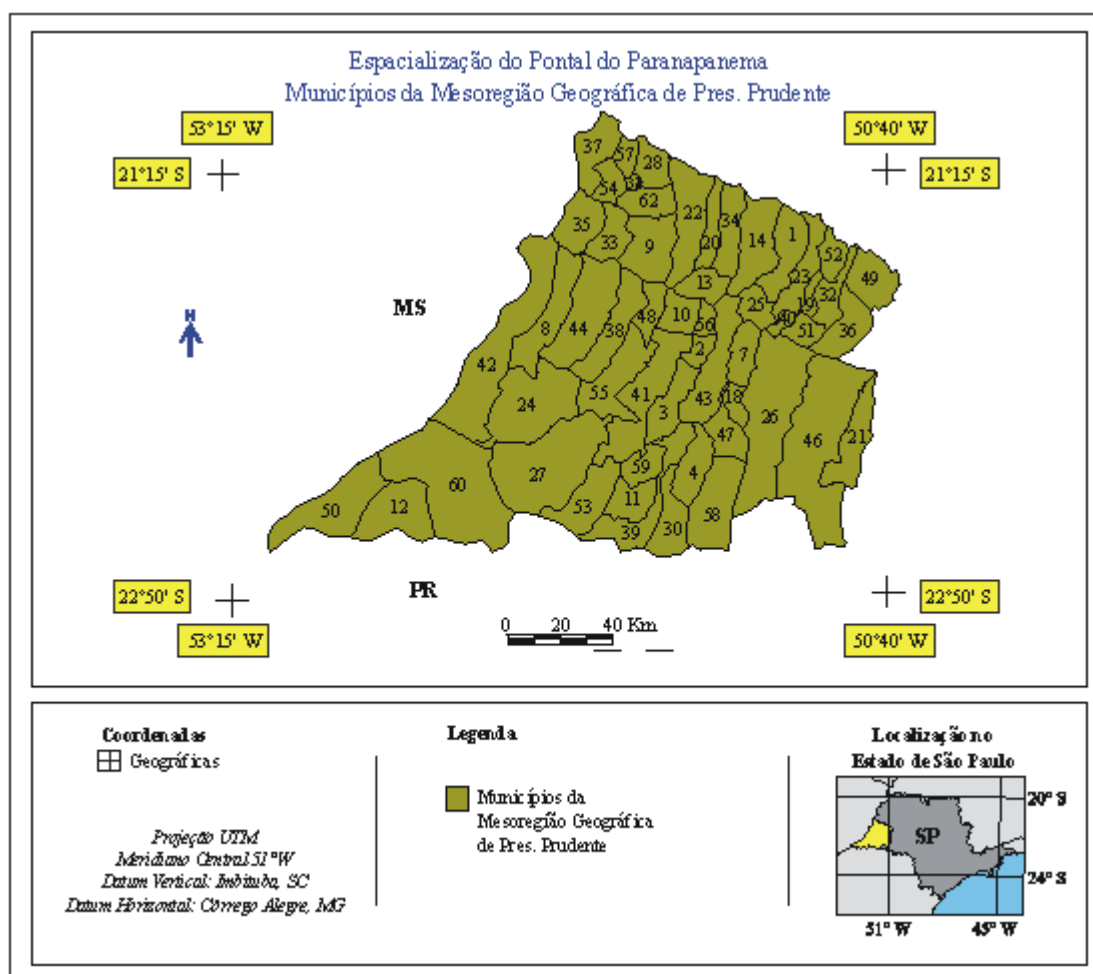 Espacialização do Pontal do Paranapanema
Municípios da Mesoregião Geográfica de Pres. Prudente
53°15' W
50°40' W
21°15' S
21°15' S
37
57
28
54
62
35
33
9
22
20
34
14
1
52
49
23
13
25
19
32
40
51
36
MS
N
8
44
38
48
10
56
2
7
42
24
55
41
3
43
18
26
46
21
47
50
12
60
27
53
59
11
39
4
30
58
22°50' S
22°50' S
PR
53°15' W
50°40' W
0 20 40 Km
Coordenadas
Geográficas
Projeção UTM
Meridiano Central 51°W
Datum Vertical: Imbituba, SC
Datum Horizontal: Córrego Alegre, MG
Legenda
Municípios da
Mesoregião Geográfica
de Pres. Prudente
Localização no
Estado de São Paulo
20° S
SP
24° S
51° W
45° W